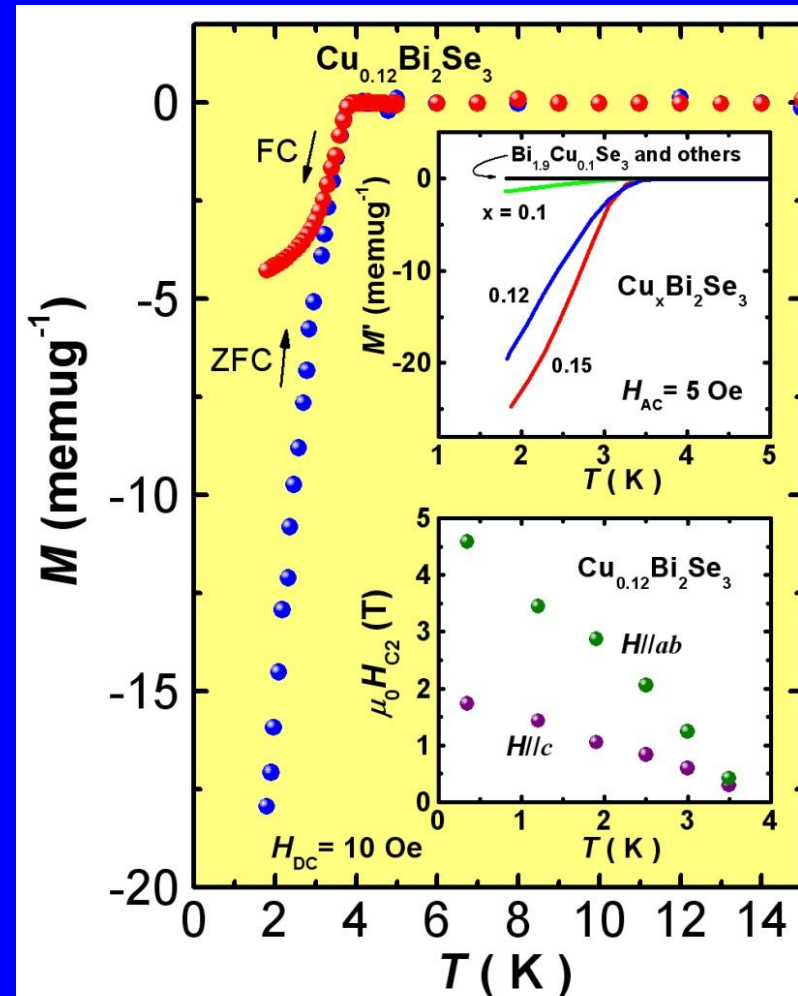 Cu0.12Bi2Se3
FC
ZFC
HDC= 10 Oe
M (memug-1)
0
-5
-10
-15
-20
0 2 4 6 8 10 12 14
T ( K )
Bi1.9Cu0.1Se3 and others
x = 0.1
0.12
0.15
CuxBi2Se3
HAC= 5 Oe
M' (memug-1)
0
-10
-20
1 2 3 4 5
T ( K )
Cu0.12Bi2Se3
H//ab
H//c
μ0HC2 (T)
5
4
3
2
1
0
0 1 2 3 4
T ( K )